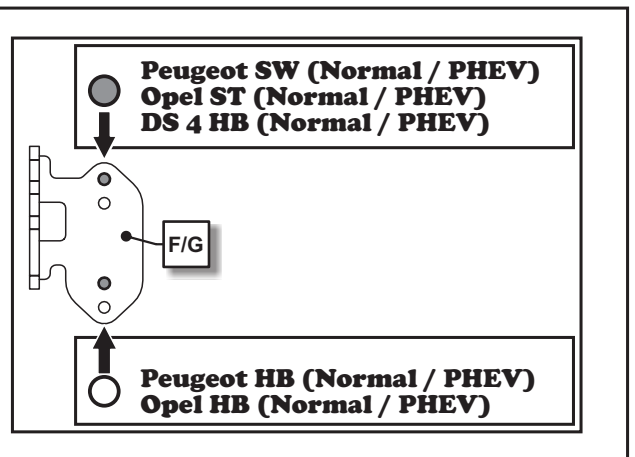 Peugeot SW (Normal / PHEV)
Opel ST (Normal / PHEV)
DS 4 HB (Normal / PHEV)
F/G
Peugeot HB (Normal / PHEV)
Opel HB (Normal / PHEV)